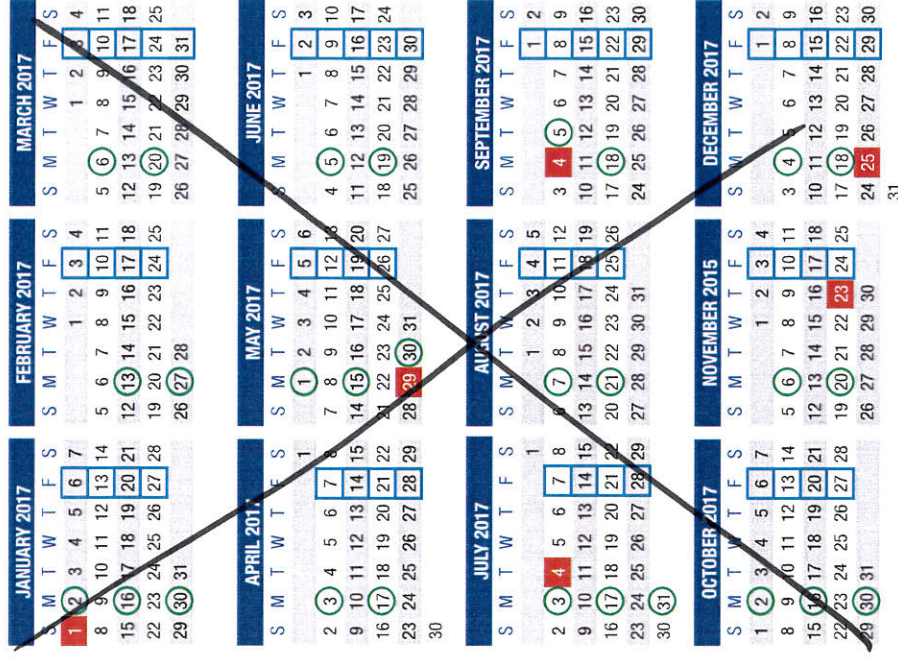 JANUARY 2017
S M T W T F S
1 2 3 4 5 6 7
8 9 10 11 12 13 14
15 16 17 18 19 20 21
22 23 24 25 26 27 28
29 30 31
FEBRUARY 2017
S M T W T F S
1 2 3 4
5 6 7 8 9 10 11
12 13 14 15 16 17 18
19 20 21 22 23 24 25
26 27 28
MARCH 2017
S M T W T F S
1 2 3 4
5 6 7 8 9 10 11
12 13 14 15 16 17 18
19 20 21 22 23 24 25
26 27 28 29 30 31
APRIL 2017
S M T W T F S
1
2 3 4 5 6 7 8
9 10 11 12 13 14 15
16 17 18 19 20 21 22
23 24 25 26 27 28 29
30
MAY 2017
S M T W T F S
1 2 3 4 5 6
7 8 9 10 11 12 13
14 15 16 17 18 19 20
21 22 23 24 25 26 27
28 29 30 31
JUNE 2017
S M T W T F S
1 2 3
4 5 6 7 8 9 10
11 12 13 14 15 16 17
18 19 20 21 22 23 24
25 26 27 28 29 30
JULY 2017
S M T W T F S
1
2 3 4 5 6 7 8
9 10 11 12 13 14 15
16 17 18 19 20 21 22
23 24 25 26 27 28 29
30 31
AUGUST 2017
S M T W T F S
1 2 3 4 5
6 7 8 9 10 11 12
13 14 15 16 17 18 19
20 21 22 23 24 25 26
27 28 29 30 31
SEPTEMBER 2017
S M T W T F S
1 2
3 4 5 6 7 8 9
10 11 12 13 14 15 16
17 18 19 20 21 22 23
24 25 26 27 28 29 30
OCTOBER 2017
S M T W T F S
1 2 3 4 5 6 7
8 9 10 11 12 13 14
15 16 17 18 19 20 21
22 23 24 25 26 27 28
29 30 31
NOVEMBER 2015
S M T W T F S
1 2 3 4
5 6 7 8 9 10 11
12 13 14 15 16 17 18
19 20 21 22 23 24 25
26 27 28 29 30
DECEMBER 2017
S M T W T F S
1 2
3 4 5 6 7 8 9
10 11 12 13 14 15 16
17 18 19 20 21 22 23
24 25 26 27 28 29 30
31